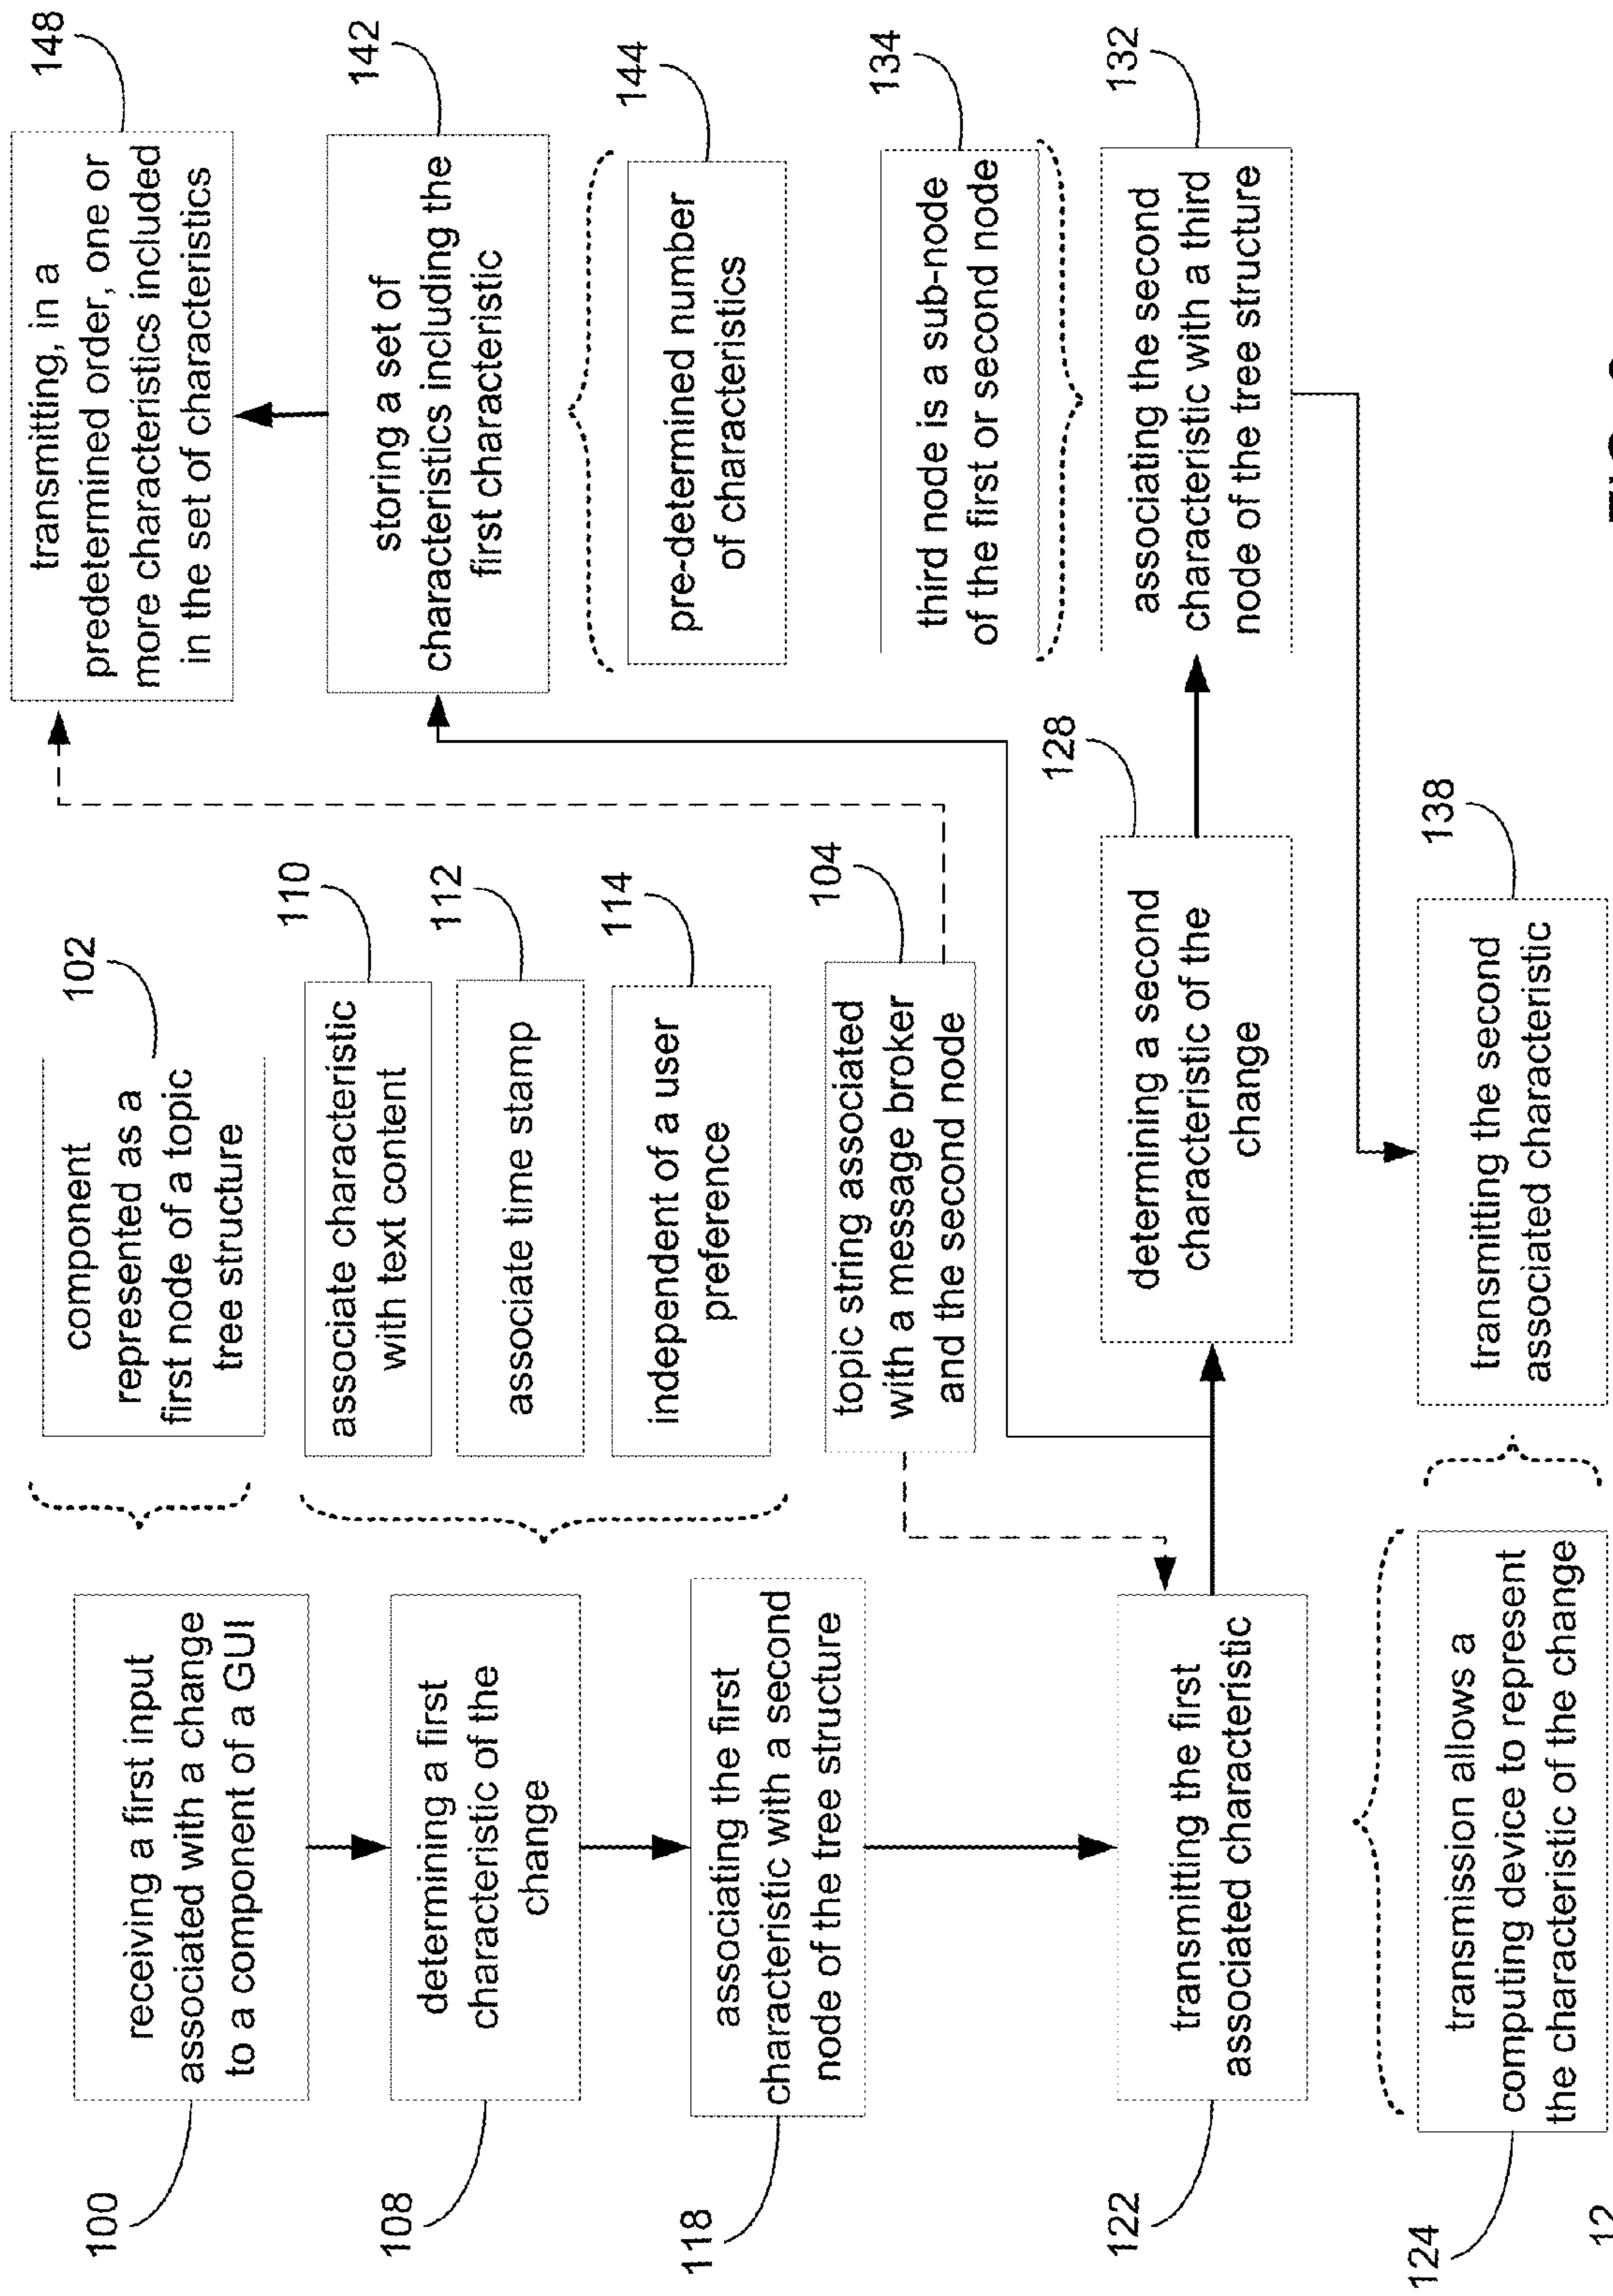 100
receiving a first input
associated with a change
to a component of a GUI
component
represented as a
first node of a topic
tree structure
102
108
determining a first
characteristic of the
change
associate characteristic
with text content
110
associate time stamp
112
independent of a user
preference
114
118
associating the first
characteristic with a second
node of the tree structure
topic string associated
with a message broker
and the second node
104
122
transmitting the first
associated characteristic
124
transmission allows a
computing device to represent
the characteristic of the change
determining a second
characteristic of the
change
128
transmitting the second
associated characteristic
138
transmitting, in a
predetermined order, one or
more characteristics included
in the set of characteristics
148
storing a set of
characteristics including the
first characteristic
142
pre-determined number
of characteristics
144
third node is a sub-node
of the first or second node
134
associating the second
characteristic with a third
node of the tree structure
132
12